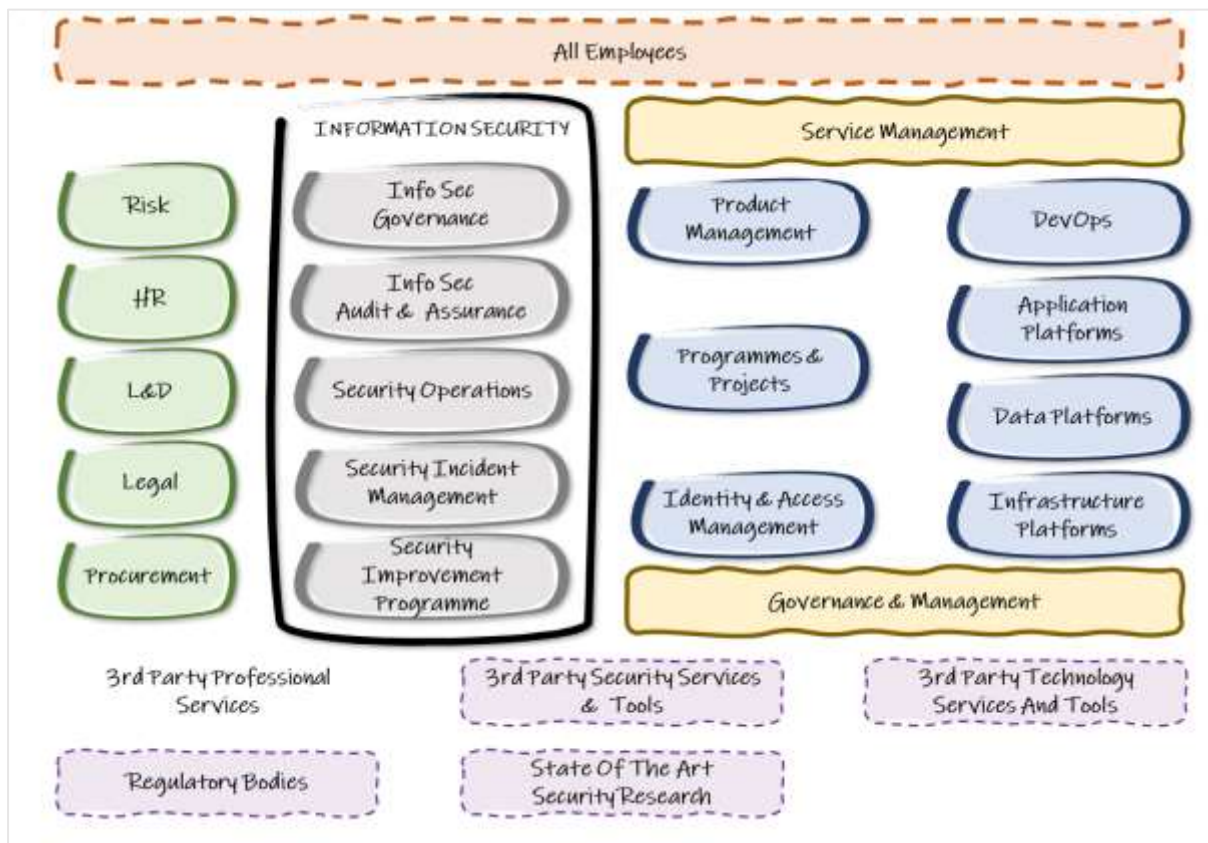 All Employees
INFORMATION SECURITY
Service Management
Risk
Info Sec
Governance
Product
Management
DevOps
HR
Info Sec
Audit & Assurance
Application
Platforms
L&D
Security Operations
Programmes &
Projects
Data Platforms
Legal
Security Incident
Management
Identity & Access
Management
Infrastructure
Platforms
Procurement
Security
Improvement
Programme
Governance & Management
3rd Party Professional
Services
3rd Party Security Services
& Tools
3rd Party Technology
Services And Tools
Regulatory Bodies
State Of The Art
Security Research